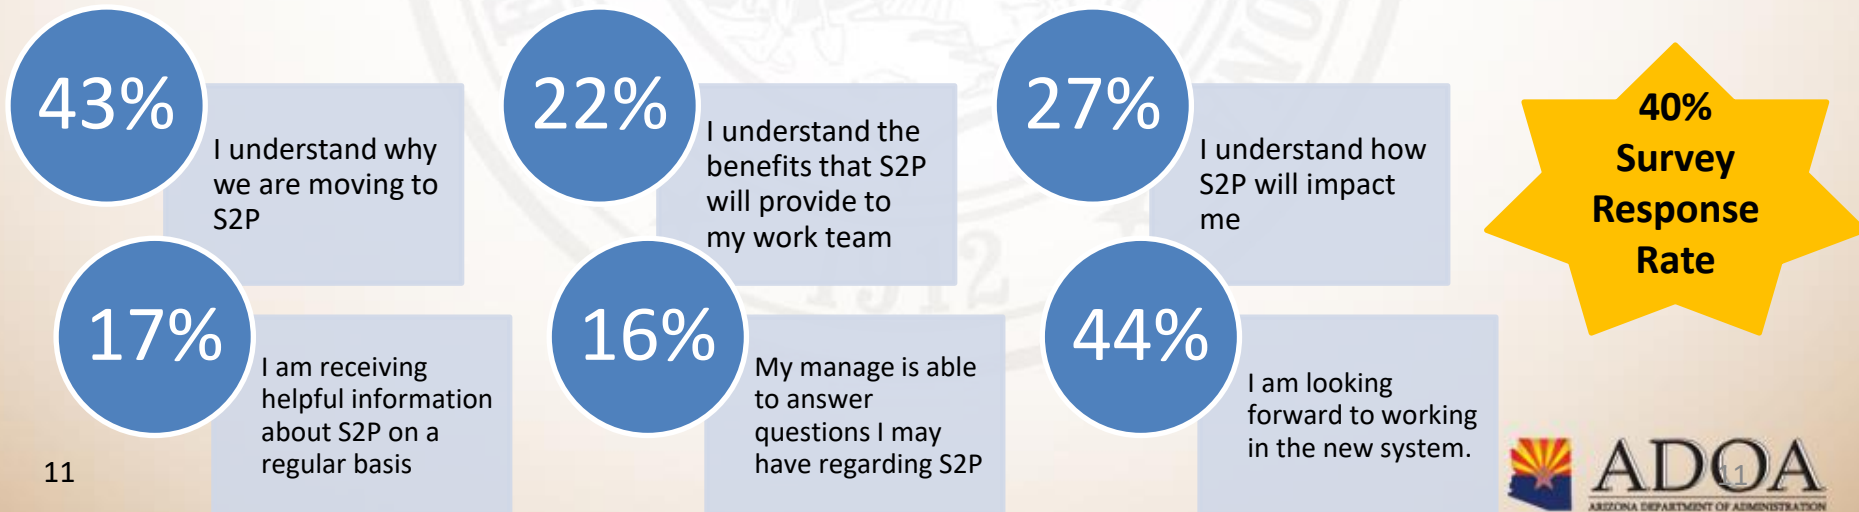 43%
I understand why
we are moving to
S2P
22%
I understand the
benefits that S2P
will provide to
my work team
27%
I understand how
S2P will impact
me
40%
Survey
Response
Rate
17%
I am receiving
helpful information
about S2P on a
regular basis
16%
My manage is able
to answer
questions I may
have regarding S2P
44%
I am looking
forward to working
in the new system.
11
ADOA
11
ARIZONA DEPARTMENT OF ADMINISTRATION
1912